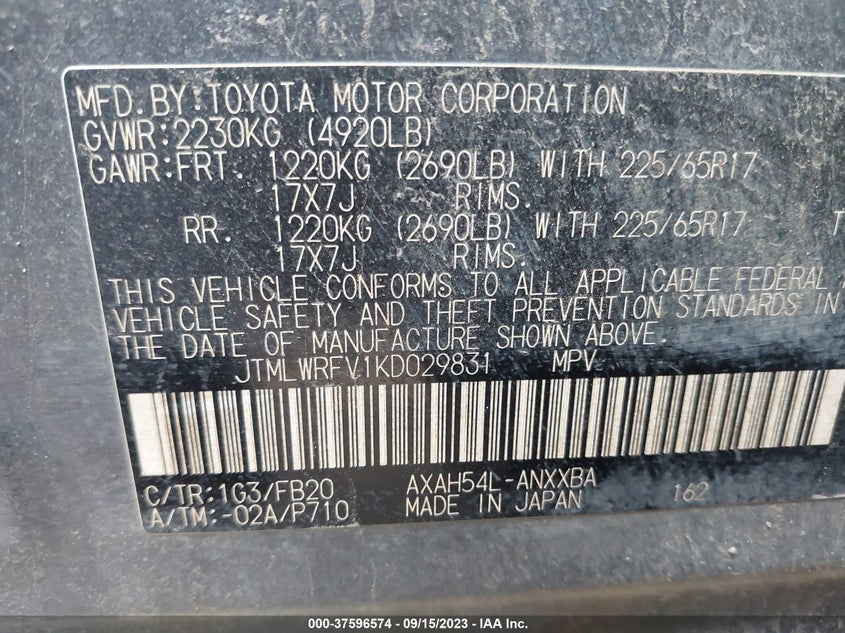 MFD.BY:TOYOTA MOTOR CORPORATION
GVWR:2230KG (4920LB)
GAWR:FRT. 1220KG (2690LB) WITH 225/65R17
17X7J RIMS.
RR. 1220KG (2690LB) WITH 225/65R17 T
17X7J RIMS.
THIS VEHICLE CONFORMS TO ALL APPLICABLE FEDERAL
VEHICLE SAFETY AND THEFT PREVENTION STANDARDS IN
THE DATE OF MANUFACTURE SHOWN ABOVE.
JTMLWRFV1KD029831 MPV
C/TR:1G3/FB20 AXAH54L-ANXXBA 162
A/TM:-02A/P710 MADE IN JAPAN
000-37596574 - 09/15/2023 - IAA Inc.